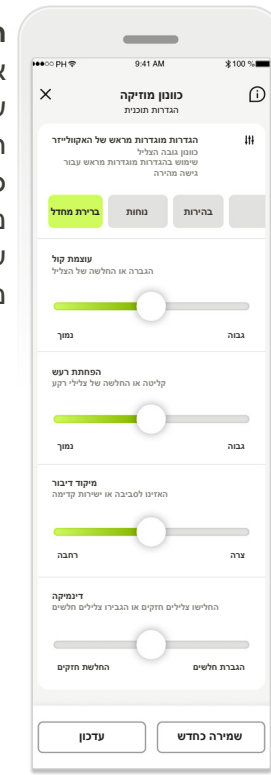 PH
9:41 AM
100 %
כוונון מוזיקה
הגדרות תוכנית
הגדרות מוגדרות מראש של האקוולייזר
כוונון גובה הצליל
שימוש בהגדרות מוגדרות מראש עבור
גישה מהירה
ברירת מחדל
נוחות
בהירות
עוצמת קול
הגברה או החלשה של הצליל
נמוך
גבוה
הפחתת רעש
קליטה או החלשה של צלילי רקע
נמוך
גבוה
מיקוד דיבור
האזינו לסביבה או ישירות קדימה
רחבה
צרה
דינמיקה
החלישו צלילים חזקים או הגבירו צלילים חלשים
החלשת חזקים
הגברת חלשים
עדכון
שמירה כחדש